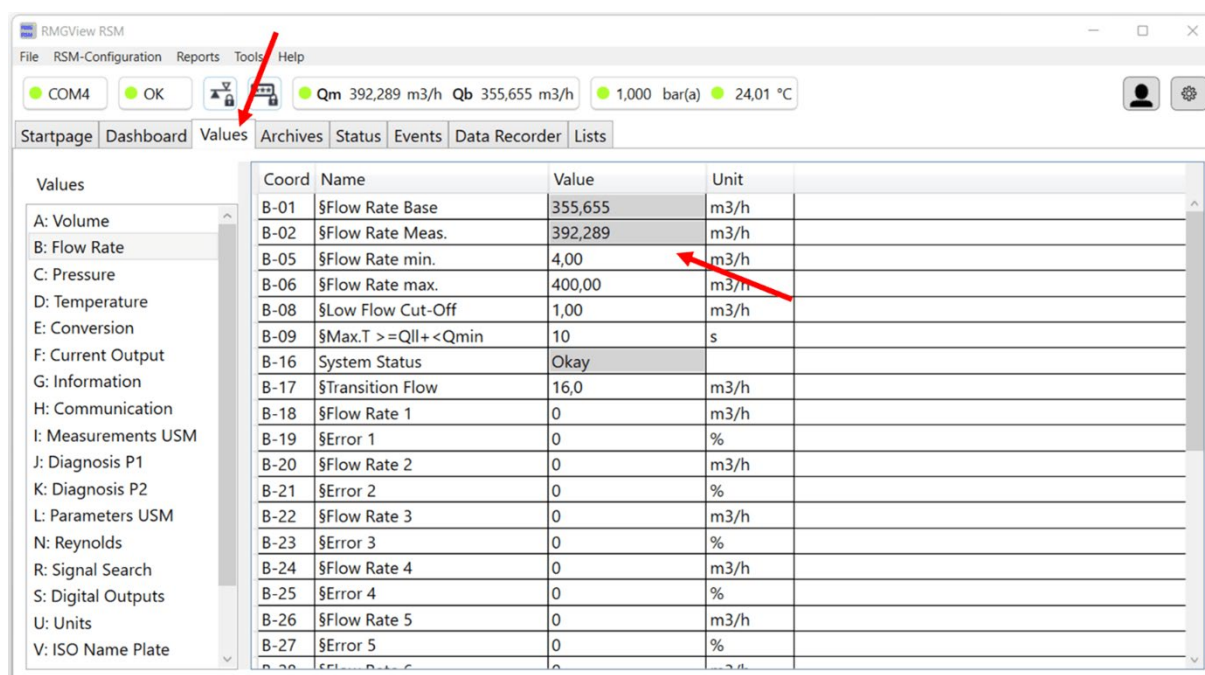 RMGView RSM
File RSM-Configuration Reports Tools Help
COM4 OK Qm 392,289 m3/h Qb 355,655 m3/h 1,000 bar(a) 24,01 °C
Startpage Dashboard Values Archives Status Events Data Recorder Lists
Values
A: Volume
B: Flow Rate
C: Pressure
D: Temperature
E: Conversion
F: Current Output
G: Information
H: Communication
I: Measurements USM
J: Diagnosis P1
K: Diagnosis P2
L: Parameters USM
N: Reynolds
R: Signal Search
S: Digital Outputs
U: Units
V: ISO Name Plate
Coord Name Value Unit
B-01 §Flow Rate Base 355,655 m3/h
B-02 §Flow Rate Meas. 392,289 m3/h
B-05 §Flow Rate min. 4,00 m3/h
B-06 §Flow Rate max. 400,00 m3/h
B-08 §Low Flow Cut-Off 1,00 m3/h
B-09 §Max.T >=Qll+<Qmin 10 s
B-16 System Status Okay
B-17 §Transition Flow 16,0 m3/h
B-18 §Flow Rate 1 0 m3/h
B-19 §Error 1 0 %
B-20 §Flow Rate 2 0 m3/h
B-21 §Error 2 0 %
B-22 §Flow Rate 3 0 m3/h
B-23 §Error 3 0 %
B-24 §Flow Rate 4 0 m3/h
B-25 §Error 4 0 %
B-26 §Flow Rate 5 0 m3/h
B-27 §Error 5 0 %